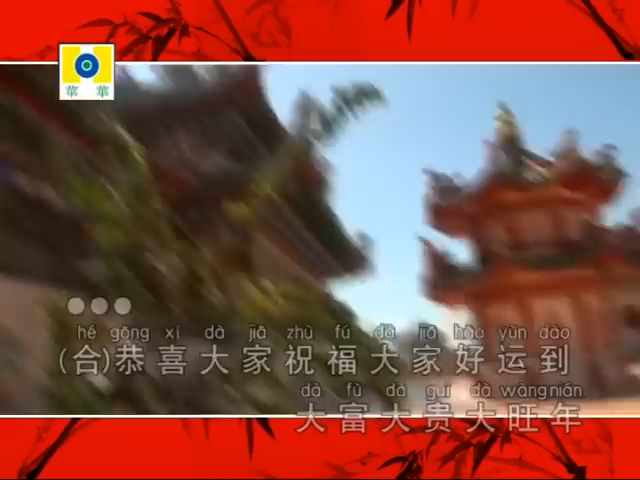 華 華
hé gōng xǐ dà jiā zhù fú dà jiā hǎo yùn dào
(合)恭喜大家祝福大家好运到
dà fù dà guì dà wàng nián
大富大贵大旺年